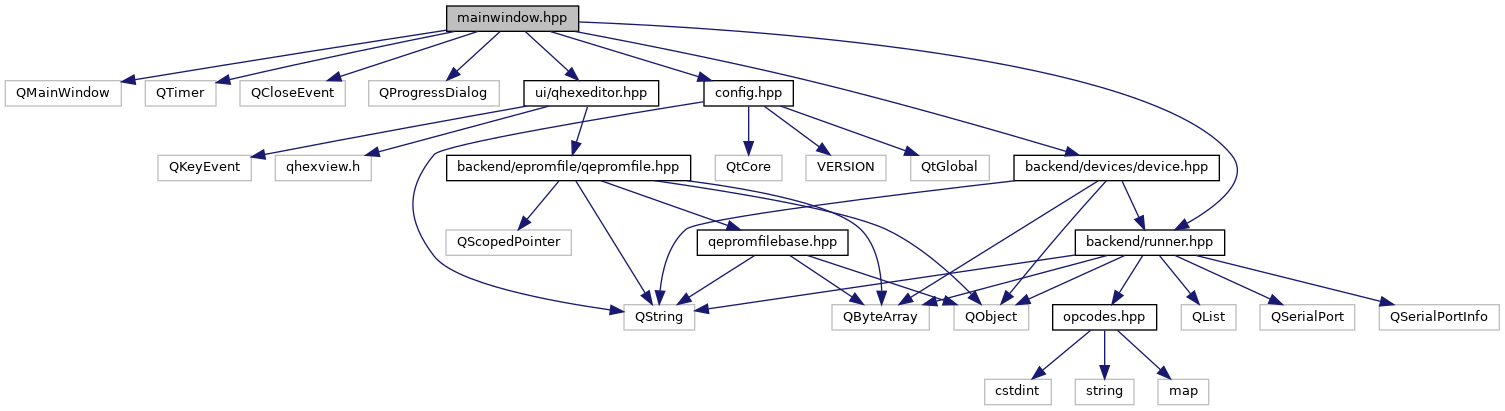 mainwindow.hpp
QMainWindow
QTimer
QCloseEvent
QProgressDialog
ui/qhexeditor.hpp
config.hpp
QKeyEvent
qhexview.h
backend/epromfile/qepromfile.hpp
QtCore
VERSION
QtGlobal
backend/devices/device.hpp
QScopedPointer
qepromfilebase.hpp
backend/runner.hpp
QString
QByteArray
QObject
opcodes.hpp
QList
QSerialPort
QSerialPortInfo
cstdint
string
map